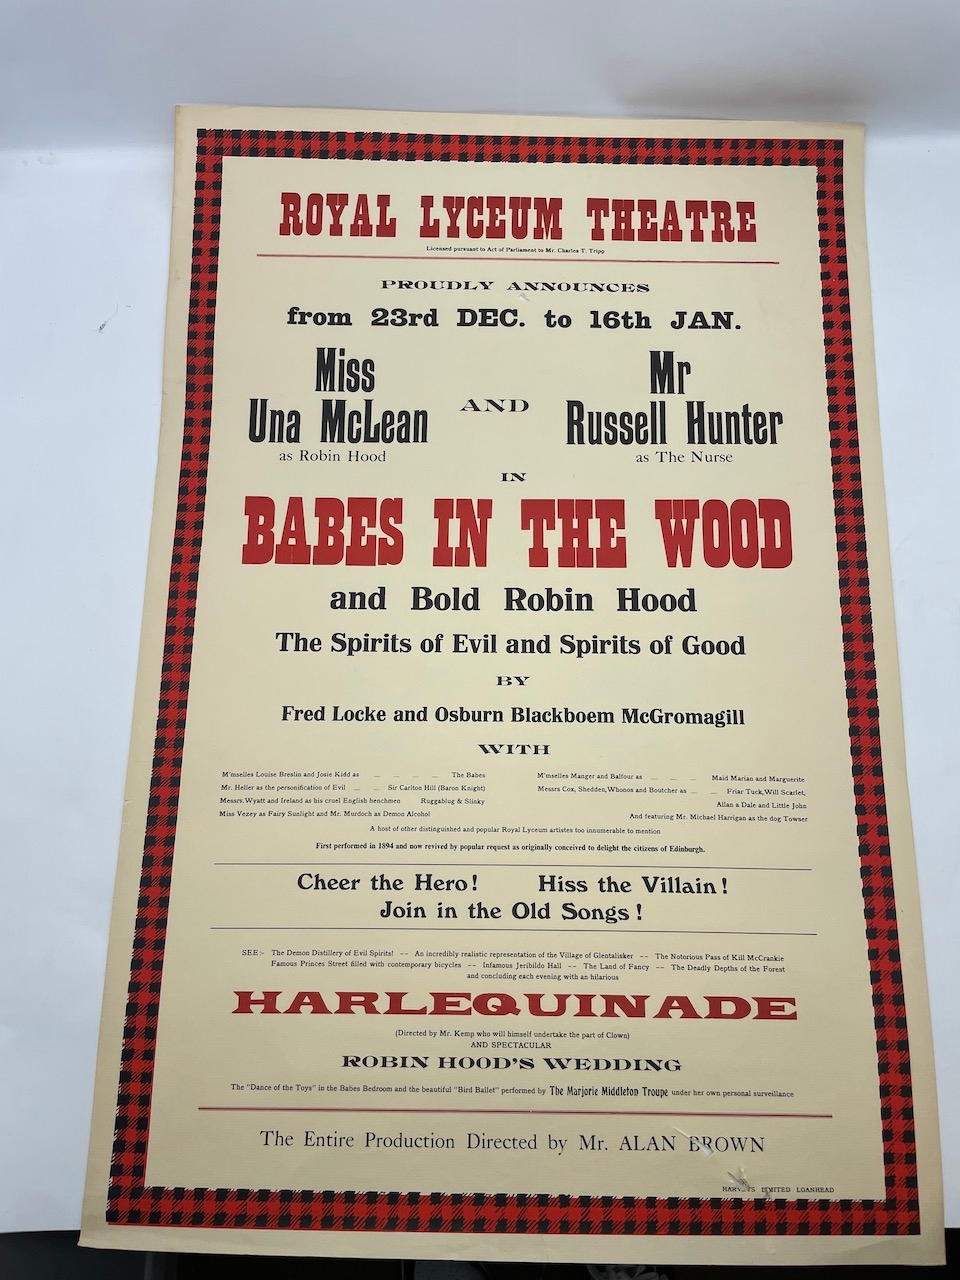 ROYAL LYCEUM THEATRE
Licensed pursuant to Act of Parliament to Mr. Charles T. Tripp
PROUDLY ANNOUNCES
from 23rd DEC. to 16th JAN.
Miss Una McLean
as Robin Hood
AND
Mr Russell Hunter
as The Nurse
IN
BABES IN THE WOOD
and Bold Robin Hood
The Spirits of Evil and Spirits of Good
BY
Fred Locke and Osburn Blackboem McGromagill
WITH
M'mselles Louise Breslin and Josie Kidd as — — — — The Babes
Mr. Heller as the personification of Evil — — — Sir Carlton Hill (Baron Knight)
Messrs. Wyatt and Ireland as his cruel English henchmen Ruggablug & Slinky
Miss Vezey as Fairy Sunlight and Mr. Murdoch as Demon Alcohol
M'mselles Manger and Balfour as — — — Maid Marian and Marguerite
Messrs Cox, Shedden, Whonos and Boutcher as — — Friar Tuck, Will Scarlet,
Allan a Dale and Little John
And featuring Mr. Michael Harrigan as the dog Towser
A host of other distinguished and popular Royal Lyceum artistes too innumerable to mention
First performed in 1894 and now revived by popular request as originally conceived to delight the citizens of Edinburgh.
Cheer the Hero! Hiss the Villain!
Join in the Old Songs!
SEE:- The Demon Distillery of Evil Spirits! -- An incredibly realistic representation of the Village of Glentalisker -- The Notorious Pass of Kill McCrankie
Famous Princes Street filled with contemporary bicycles -- Infamous Jeribildo Hall -- The Land of Fancy -- The Deadly Depths of the Forest
and concluding each evening with an hilarious
HARLEQUINADE
(Directed by Mr. Kemp who will himself undertake the part of Clown)
AND SPECTACULAR
ROBIN HOOD'S WEDDING
The "Dance of the Toys" in the Babes Bedroom and the beautiful "Bird Ballet" performed by The Marjorie Middleton Troupe under her own personal surveillance
The Entire Production Directed by Mr. ALAN BROWN
LIMITED LOANHEAD